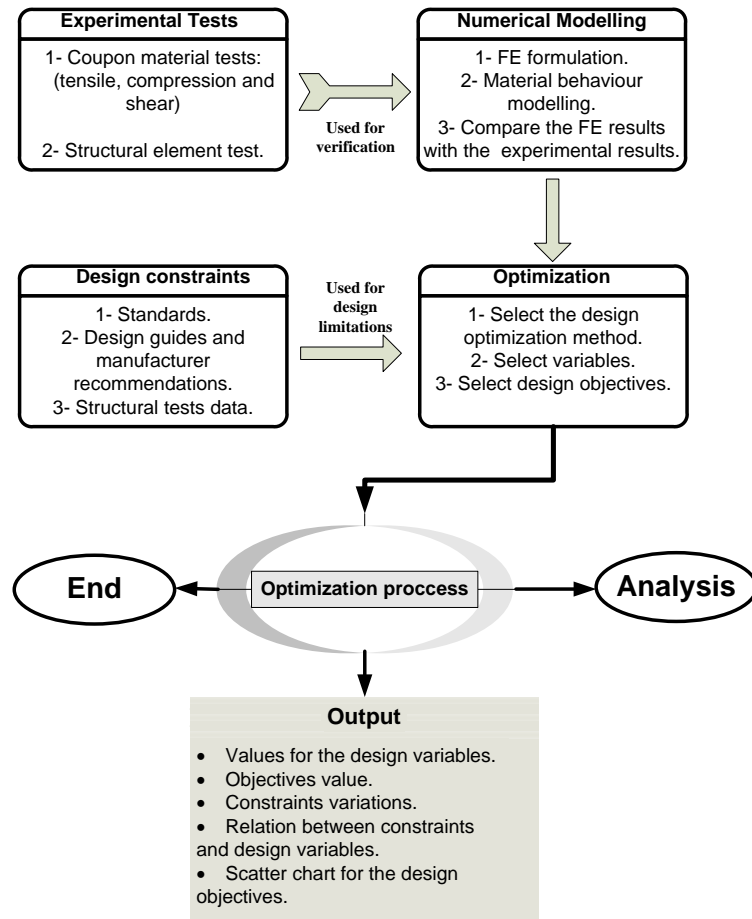 Experimental Tests
1- Coupon material tests:
(tensile, compression and
shear)
2- Structural element test.
Used for
verification
Numerical Modelling
1- FE formulation.
2- Material behaviour
modelling.
3- Compare the FE results
with the experimental results.
Design constraints
1- Standards.
2- Design guides and
manufacturer
recommendations.
3- Structural tests data.
Used for
design
limitations
Optimization
1- Select the design
optimization method.
2- Select variables.
3- Select design objectives.
End
Optimization proccess
Analysis
Output
• Values for the design variables.
• Objectives value.
• Constraints variations.
• Relation between constraints
and design variables.
• Scatter chart for the design
objectives.